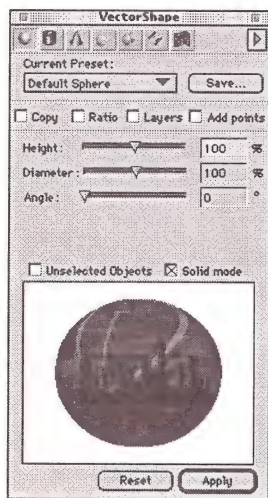 VectorShape
Current Preset:
Default Sphere Save...
Copy Ratio Layers Add points
Height: 100 %
Diameter: 100 %
Angle: 0 °
Unselected Objects Solid mode
Reset Apply